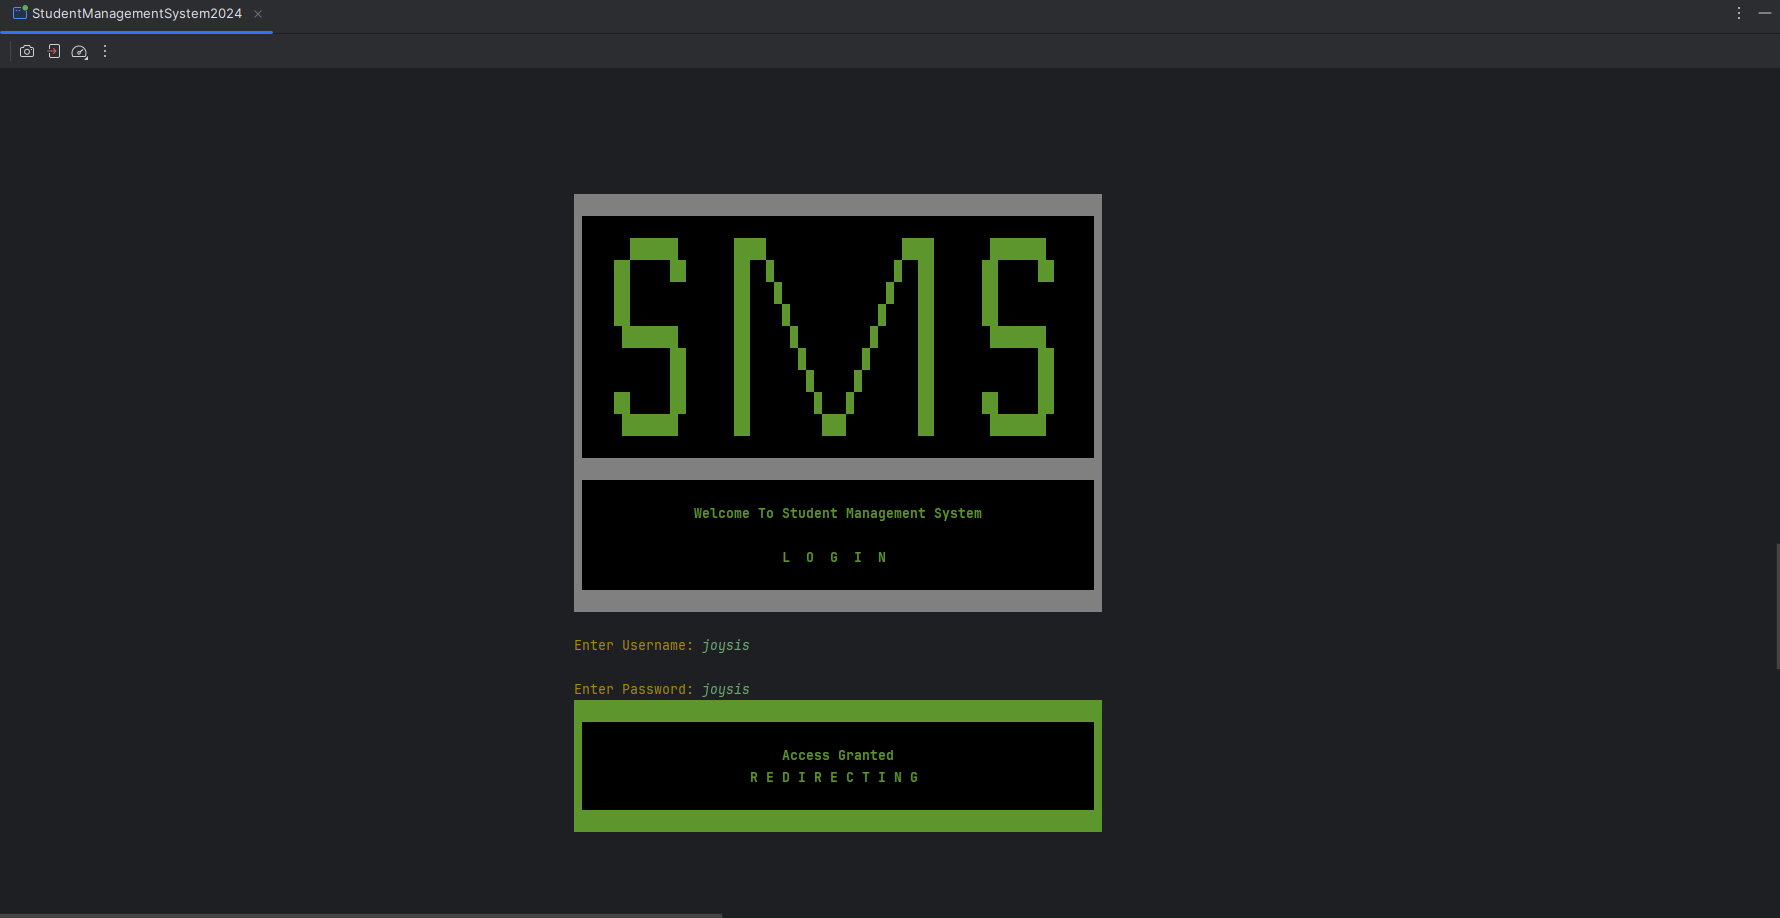 StudentManagementSystem2024
SMS
Welcome To Student Management System
L O G I N
Enter Username: joysis
Enter Password: joysis
Access Granted
R E D I R E C T I N G